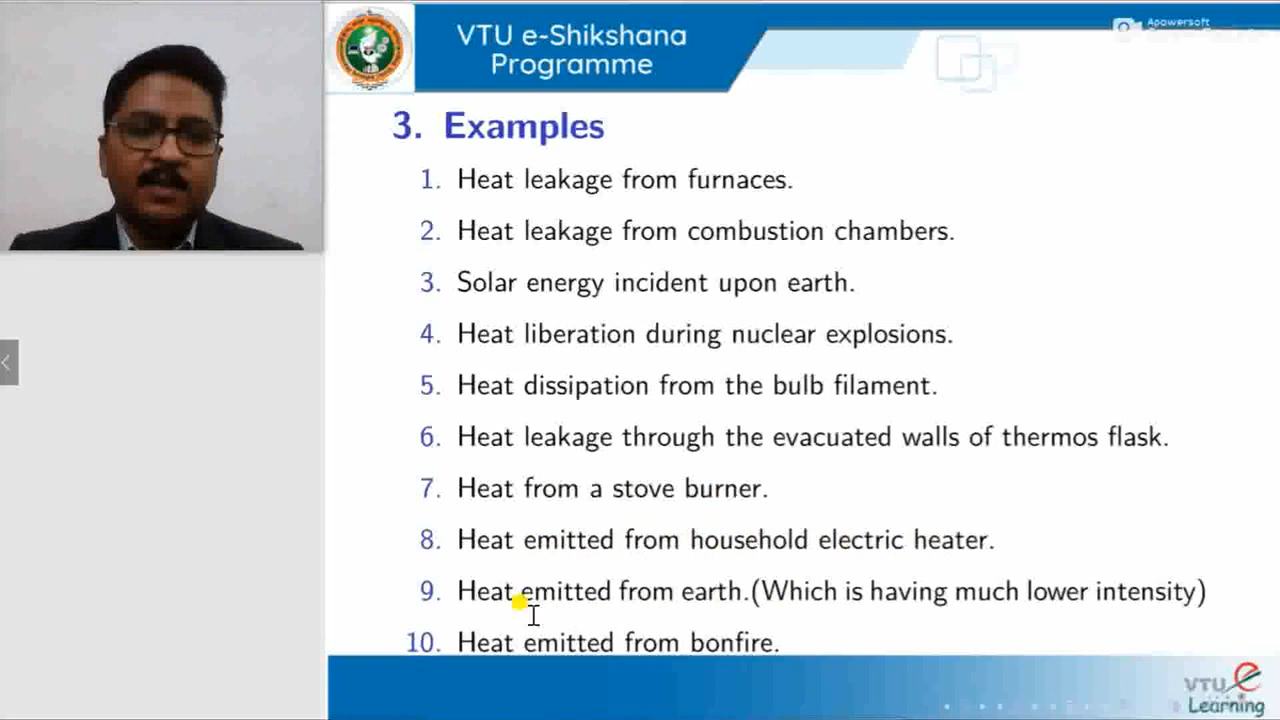 VTU e-Shikshana
Programme
Apowersoft
3. Examples
1. Heat leakage from furnaces.
2. Heat leakage from combustion chambers.
3. Solar energy incident upon earth.
4. Heat liberation during nuclear explosions.
5. Heat dissipation from the bulb filament.
6. Heat leakage through the evacuated walls of thermos flask.
7. Heat from a stove burner.
8. Heat emitted from household electric heater.
9. Heat emitted from earth.(Which is having much lower intensity)
10. Heat emitted from bonfire.
VTU e
Learning